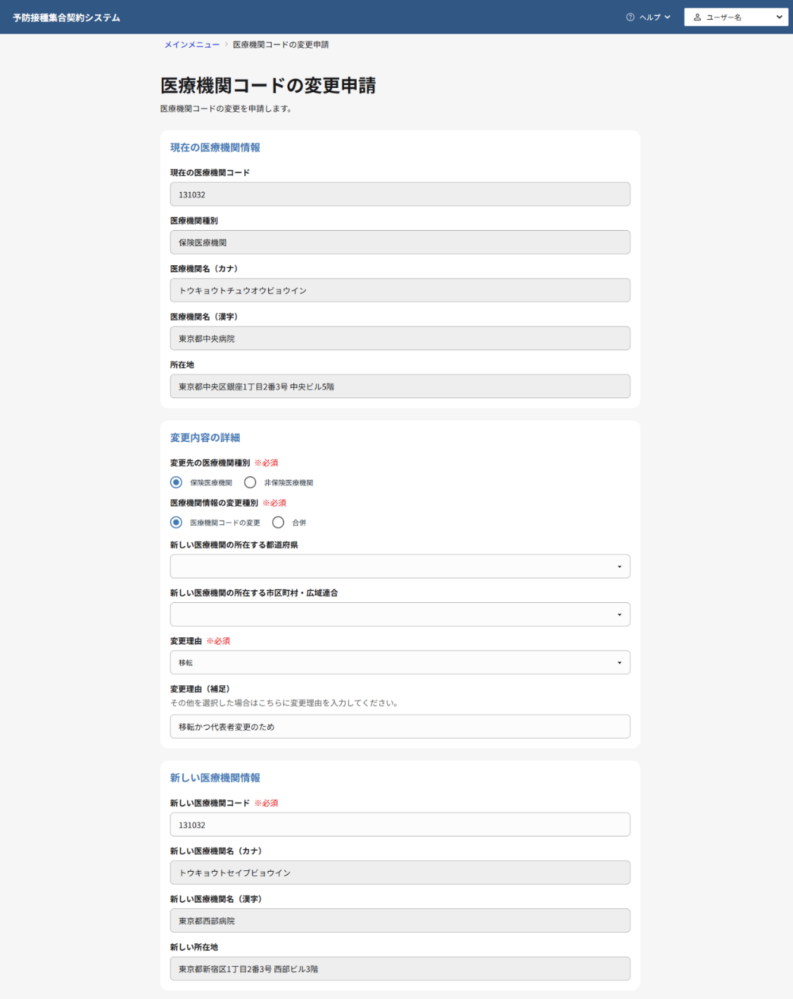 予防接種集合契約システム
ヘルプ
ユーザー名
メインメニュー > 医療機関コードの変更申請
医療機関コードの変更申請
医療機関コードの変更を申請します。
現在の医療機関情報
現在の医療機関コード
131032
医療機関種別
保険医療機関
医療機関名（カナ）
トウキョウトチュウオウビョウイン
医療機関名（漢字）
東京都中央病院
所在地
東京都中央区銀座1丁目2番3号 中央ビル5階
変更内容の詳細
変更先の医療機関種別 ※必須
保険医療機関 非保険医療機関
医療機関情報の変更種別 ※必須
医療機関コードの変更 合併
新しい医療機関の所在する都道府県
新しい医療機関の所在する市区町村・広域連合
変更理由 ※必須
移転
変更理由（補足）
その他を選択した場合はこちらに変更理由を入力してください。
移転かつ代表者変更のため
新しい医療機関情報
新しい医療機関コード ※必須
131032
新しい医療機関名（カナ）
トウキョウトセイブビョウイン
新しい医療機関名（漢字）
東京都西部病院
新しい所在地
東京都新宿区1丁目2番3号 西部ビル3階